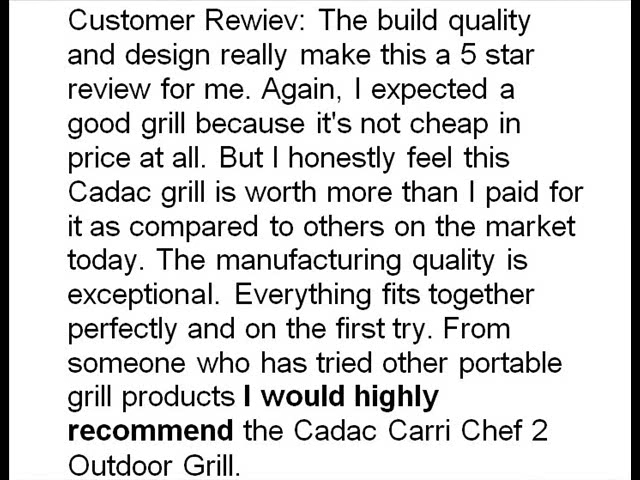 Customer Rewiev: The build quality
and design really make this a 5 star
review for me. Again, I expected a
good grill because it's not cheap in
price at all. But I honestly feel this
Cadac grill is worth more than I paid for
it as compared to others on the market
today. The manufacturing quality is
exceptional. Everything fits together
perfectly and on the first try. From
someone who has tried other portable
grill products I would highly
recommend the Cadac Carri Chef 2
Outdoor Grill.